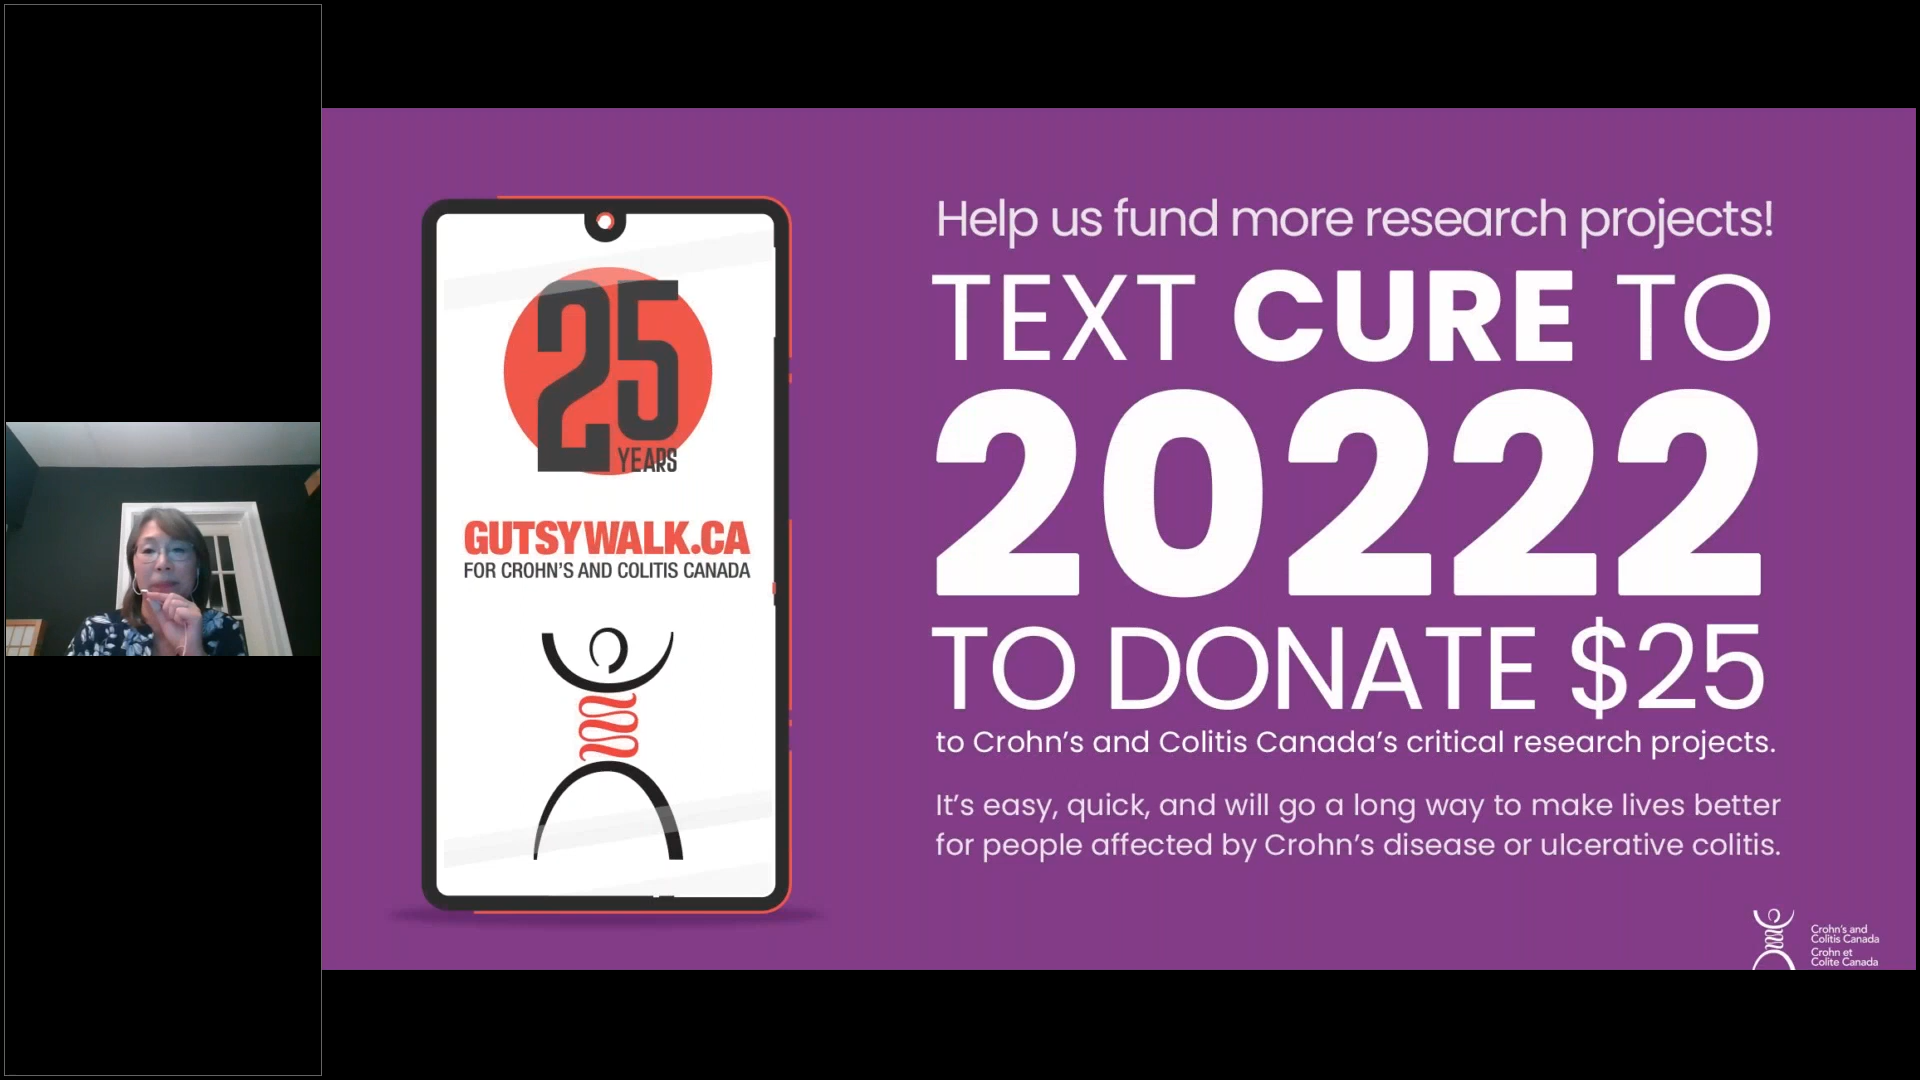 25
YEARS
GUTSYWALK.CA
FOR CROHN'S AND COLITIS CANADA
Help us fund more research projects!
TEXT CURE TO
20222
TO DONATE $25
to Crohn's and Colitis Canada's critical research projects.
It's easy, quick, and will go a long way to make lives better
for people affected by Crohn's disease or ulcerative colitis.
Crohn's and
Colitis Canada
Crohn et
Colite Canada